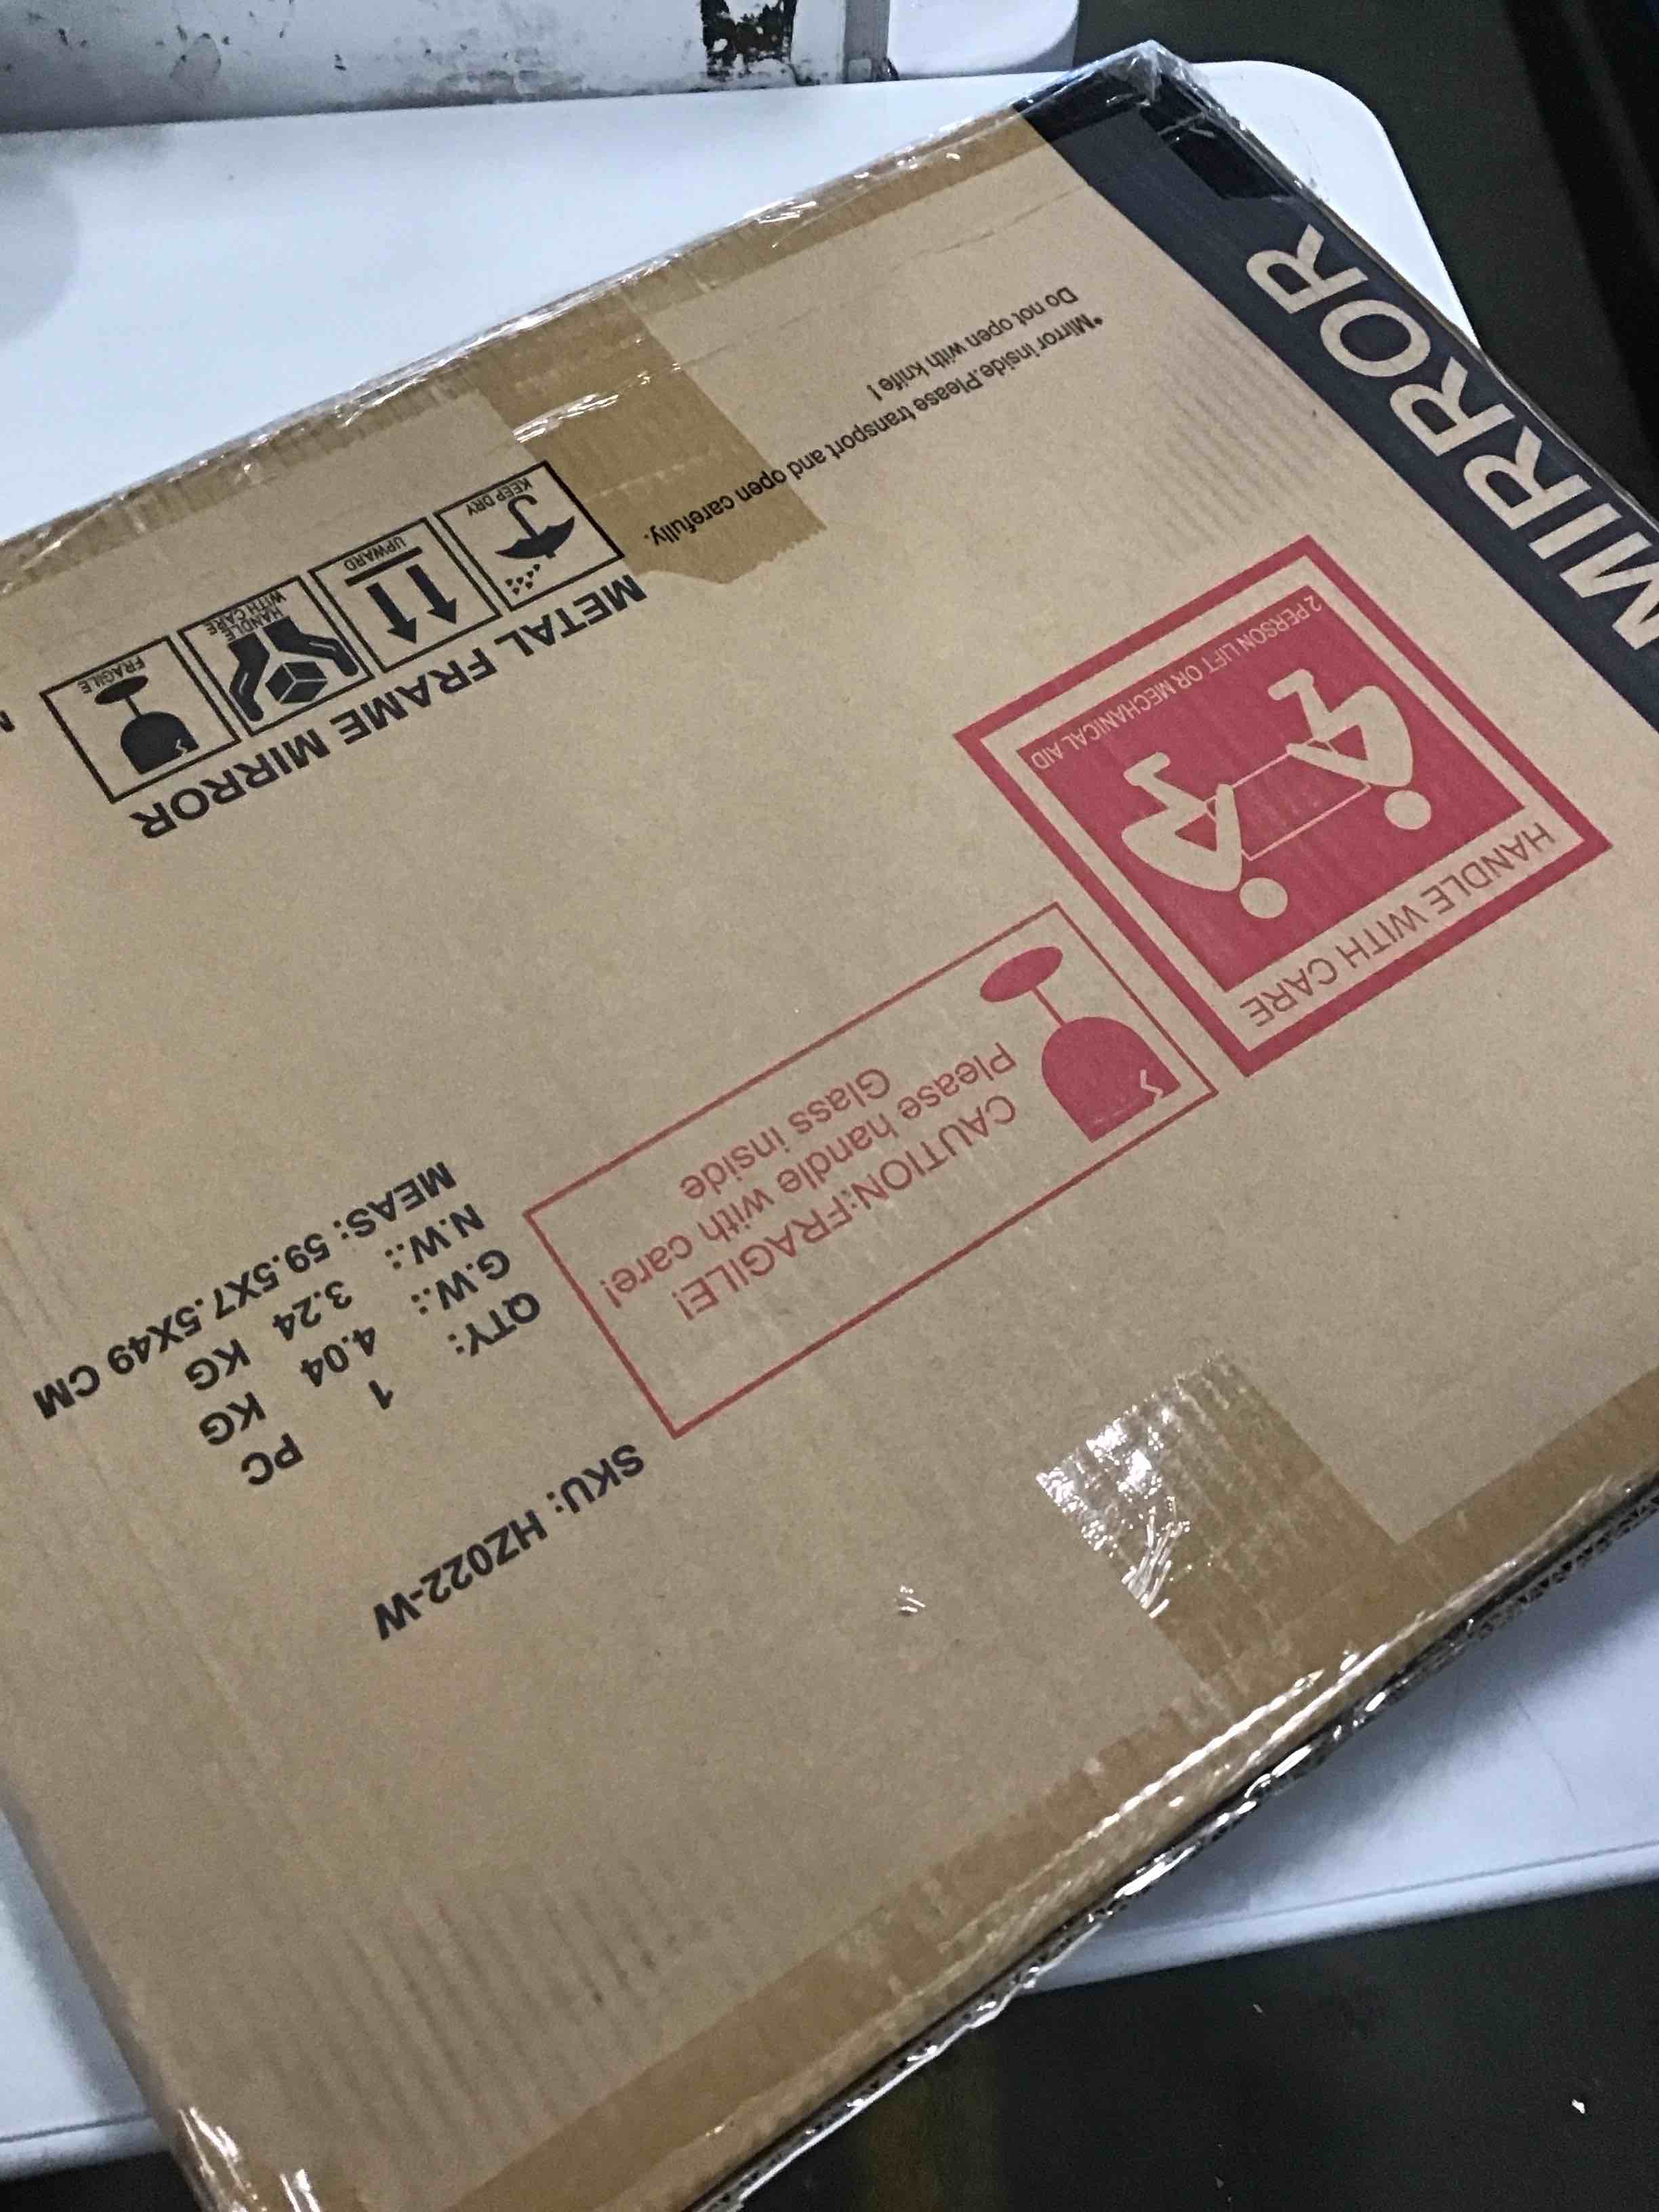 SKU: HZ022-W
QTY: 1 PC
G.W.: 4.04 KG
N.W.: 3.24 KG
MEAS: 59.5X7.5X49 CM
CAUTION:FRAGILE!
Please handle with care!
Glass inside
HANDLE WITH CARE
2 PERSON LIFT OR MECHANICAL AID
METAL FRAME MIRROR
KEEP DRY
UPWARD
HANDLE WITH CARE
FRAGILE
*Mirror inside.Please transport and open carefully.
Do not open with knife !
MIRROR